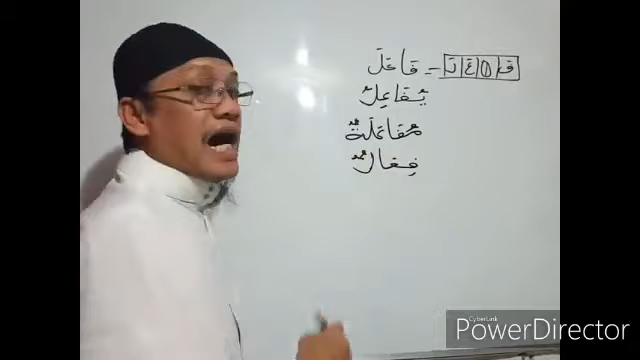 فَاعَلَ = فَ ا عَ لَ
يُفَاعِلُ
مُفَاعَلَةٌ
فِعَالٌ
CyberLink
PowerDirector